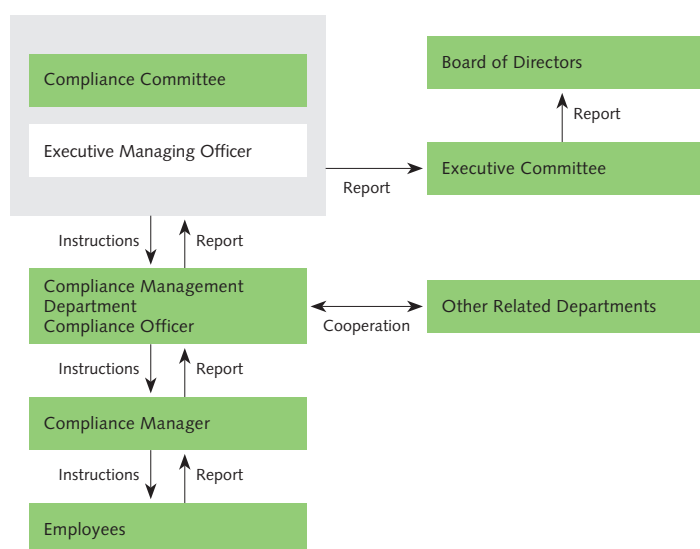 Compliance Committee
Executive Managing Officer
Board of Directors
Report
Executive Committee
Report
Instructions
Report
Compliance Management
Department
Compliance Officer
Cooperation
Other Related Departments
Instructions
Report
Compliance Manager
Instructions
Report
Employees